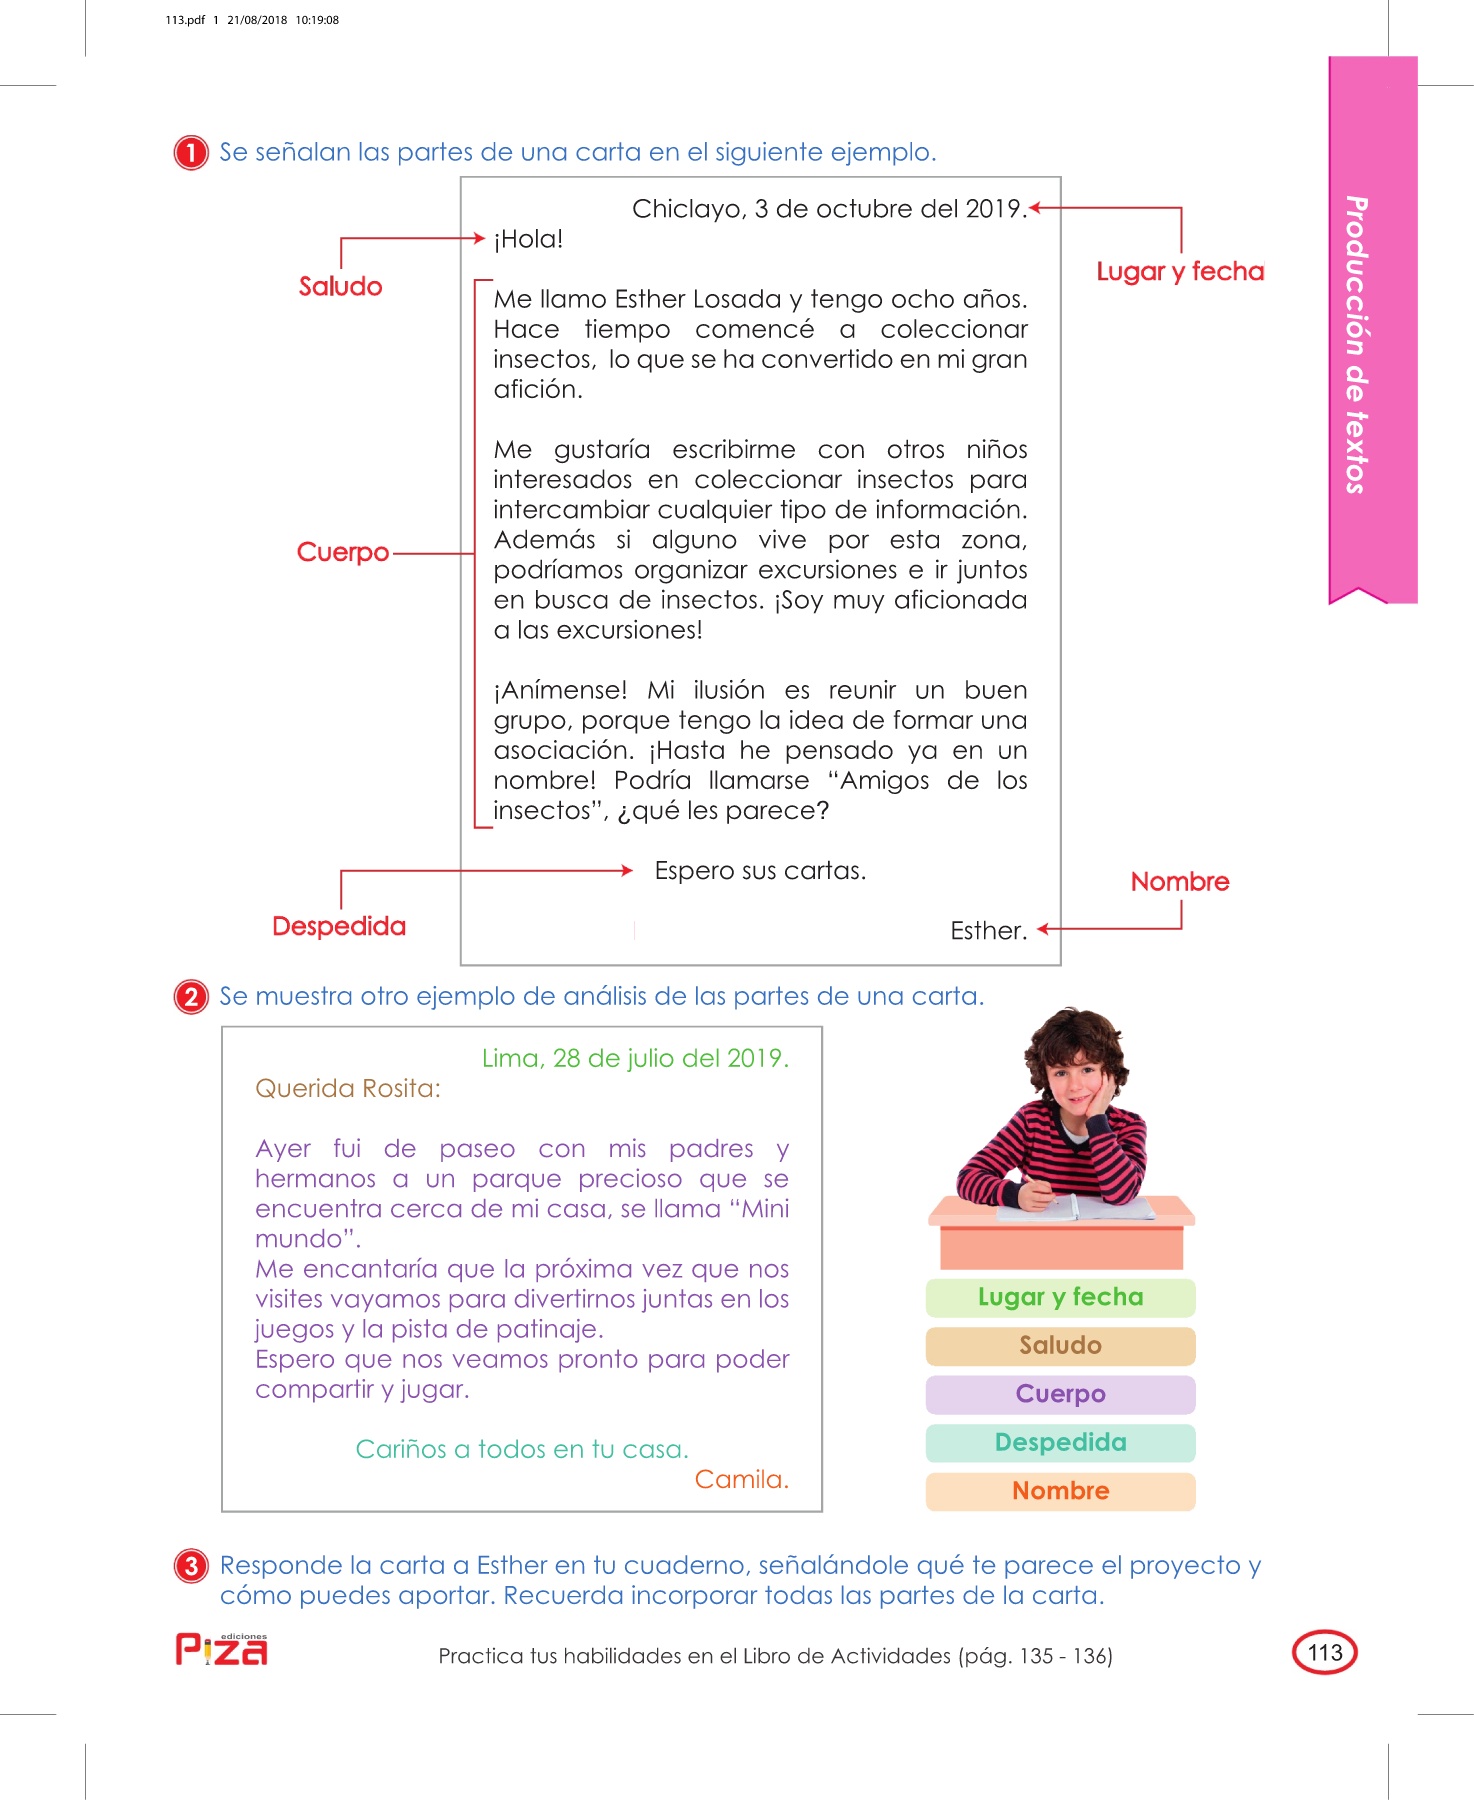 113.pdf 1 21/08/2018 10:19:08
Producción de textos
1 Se señalan las partes de una carta en el siguiente ejemplo.
Chiclayo, 3 de octubre del 2019.
Lugar y fecha
¡Hola!
Saludo
Me llamo Esther Losada y tengo ocho años.
Hace tiempo comencé a coleccionar
insectos, lo que se ha convertido en mi gran
afición.
Me gustaría escribirme con otros niños
interesados en coleccionar insectos para
intercambiar cualquier tipo de información.
Además si alguno vive por esta zona,
podríamos organizar excursiones e ir juntos
en busca de insectos. ¡Soy muy aficionada
a las excursiones!
Cuerpo
¡Anímense! Mi ilusión es reunir un buen
grupo, porque tengo la idea de formar una
asociación. ¡Hasta he pensado ya en un
nombre! Podría llamarse “Amigos de los
insectos”, ¿qué les parece?
Espero sus cartas.
Despedida
Nombre
Esther.
2 Se muestra otro ejemplo de análisis de las partes de una carta.
Lima, 28 de julio del 2019.
Querida Rosita:
Ayer fui de paseo con mis padres y
hermanos a un parque precioso que se
encuentra cerca de mi casa, se llama “Mini
mundo”.
Me encantaría que la próxima vez que nos
visites vayamos para divertirnos juntas en los
juegos y la pista de patinaje.
Espero que nos veamos pronto para poder
compartir y jugar.
Cariños a todos en tu casa.
Camila.
Lugar y fecha
Saludo
Cuerpo
Despedida
Nombre
3 Responde la carta a Esther en tu cuaderno, señalándole qué te parece el proyecto y
cómo puedes aportar. Recuerda incorporar todas las partes de la carta.
ediciones
Piza
Practica tus habilidades en el Libro de Actividades (pág. 135 - 136)
113